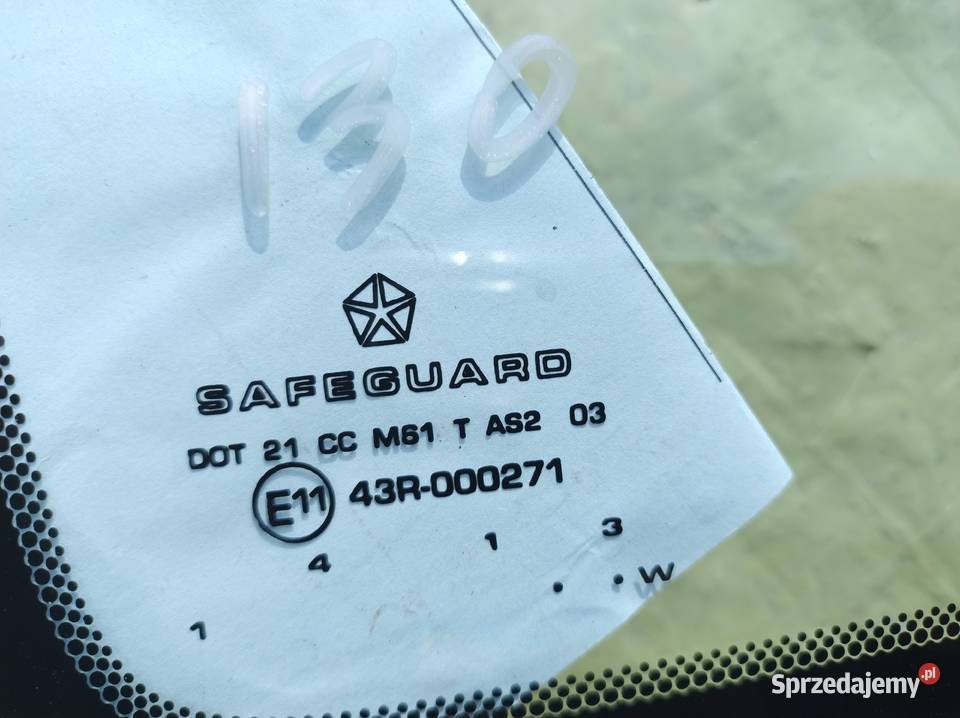 130
SAFEGUARD
DOT 21 CC M61 T AS2 03
E11 43R-000271
4 1 3
. . W
1
Sprzedajemy.pl